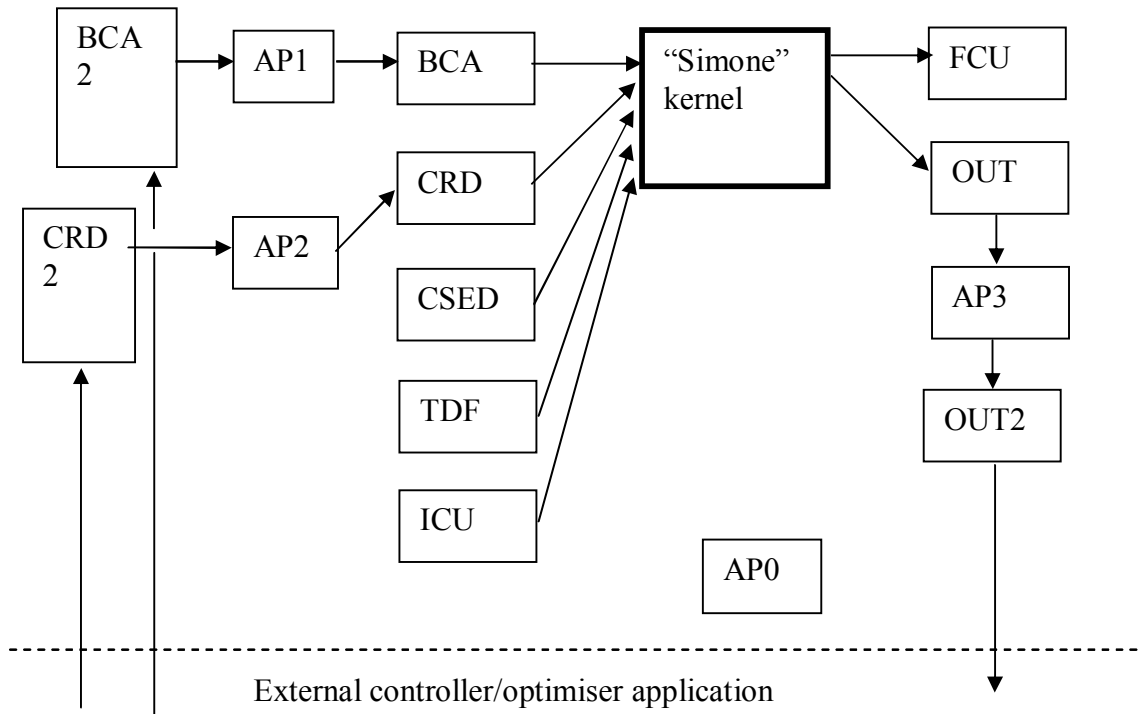 BCA
2
AP1
BCA
“Simone”
kernel
FCU
CRD
OUT
CRD
2
AP2
AP3
CSED
TDF
OUT2
ICU
AP0
External controller/optimiser application